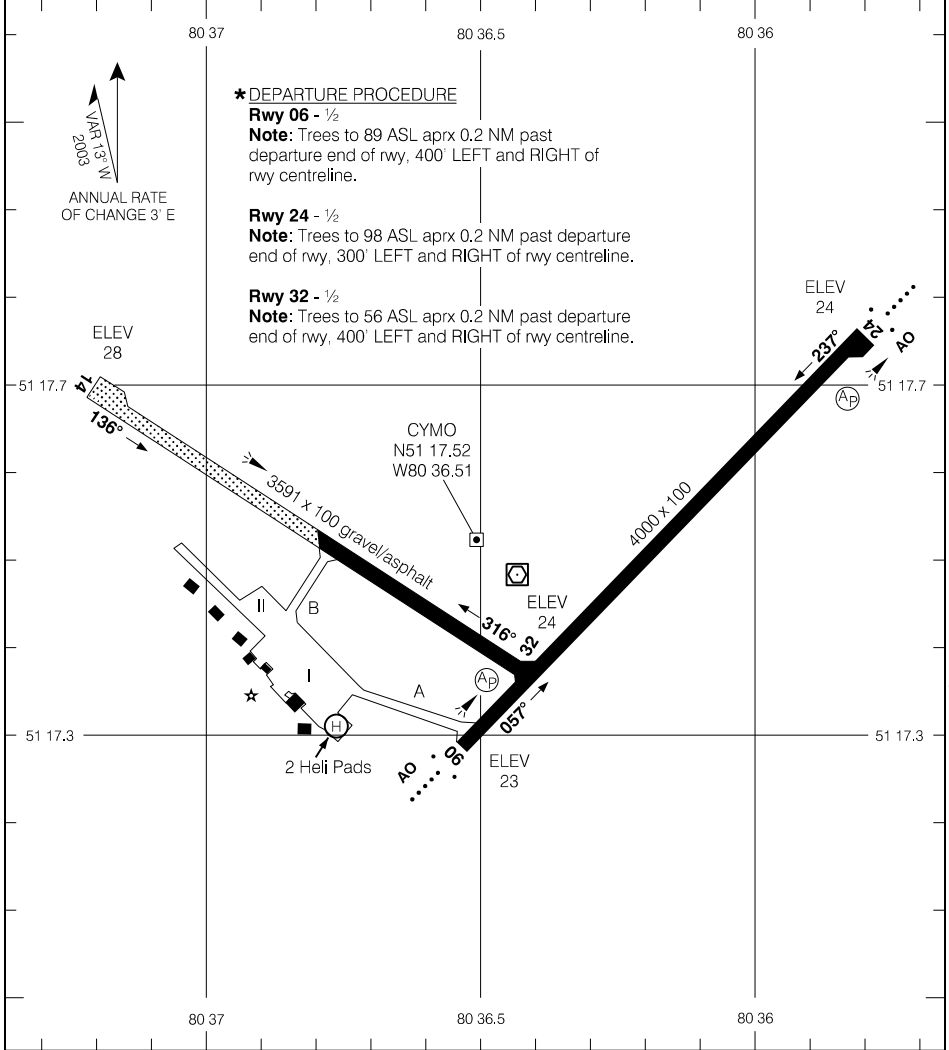 80 37
80 36.5
80 36
VAR 13° W
2003
ANNUAL RATE
OF CHANGE 3' E
*DEPARTURE PROCEDURE
Rwy 06 - ½
Note: Trees to 89 ASL aprx 0.2 NM past
departure end of rwy, 400' LEFT and RIGHT of
rwy centreline.
Rwy 24 - ½
Note: Trees to 98 ASL aprx 0.2 NM past departure
end of rwy, 300' LEFT and RIGHT of rwy centreline.
Rwy 32 - ½
Note: Trees to 56 ASL aprx 0.2 NM past departure
end of rwy, 400' LEFT and RIGHT of rwy centreline.
ELEV
24
24
AO
237°
ELEV
28
51 17.7
51 17.7
14
136°
AP
CYMO
N51 17.52
W80 36.51
3591 x 100 gravel/asphalt
4000 x 100
ELEV
24
316°
32
II
B
I
A
AP
057°
51 17.3
51 17.3
H
2 Heli Pads
AO
06
ELEV
23
80 37
80 36.5
80 36